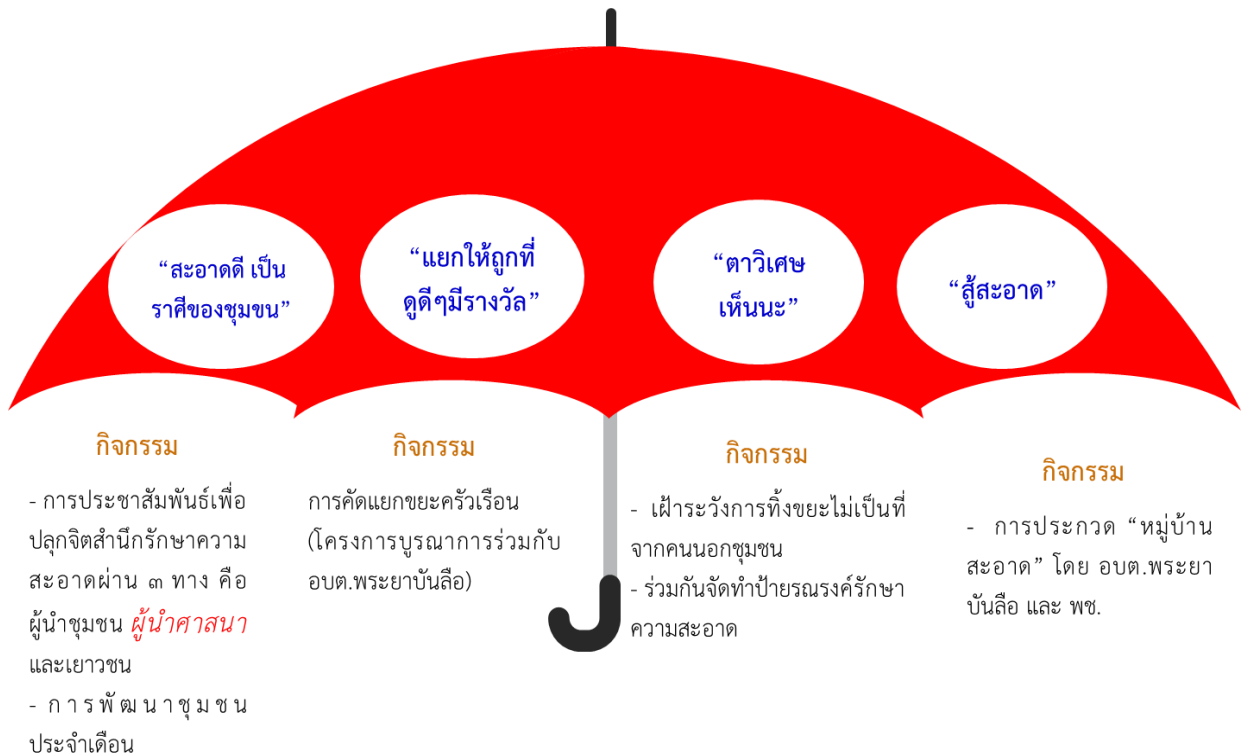 “สะอาดดี เป็น
ราศีของชุมขน”
“แยกให้ถูกที่
ดูดีๆมีรางวัล”
“ตาวิเศษ
เห็นนะ”
“สู้สะอาด”
กิจกรรม
- การประชาสัมพันธ์เพื่อ
ปลุกจิตสำนึกรักษาความ
สะอาดผ่าน ๓ ทาง คือ
ผู้นำชุมชน ผู้นำศาสนา
และเยาวชน
- การพัฒนาชุมชน
ประจำเดือน
กิจกรรม
การคัดแยกขยะครัวเรือน
(โครงการบูรณาการร่วมกับ
อบต.พระยาบันลือ)
กิจกรรม
- เฝ้าระวังการทิ้งขยะไม่เป็นที่
จากคนนอกชุมชน
- ร่วมกันจัดทำป้ายรณรงค์รักษา
ความสะอาด
กิจกรรม
- การประกวด “หมู่บ้าน
สะอาด” โดย อบต.พระยา
บันลือ และ พช.